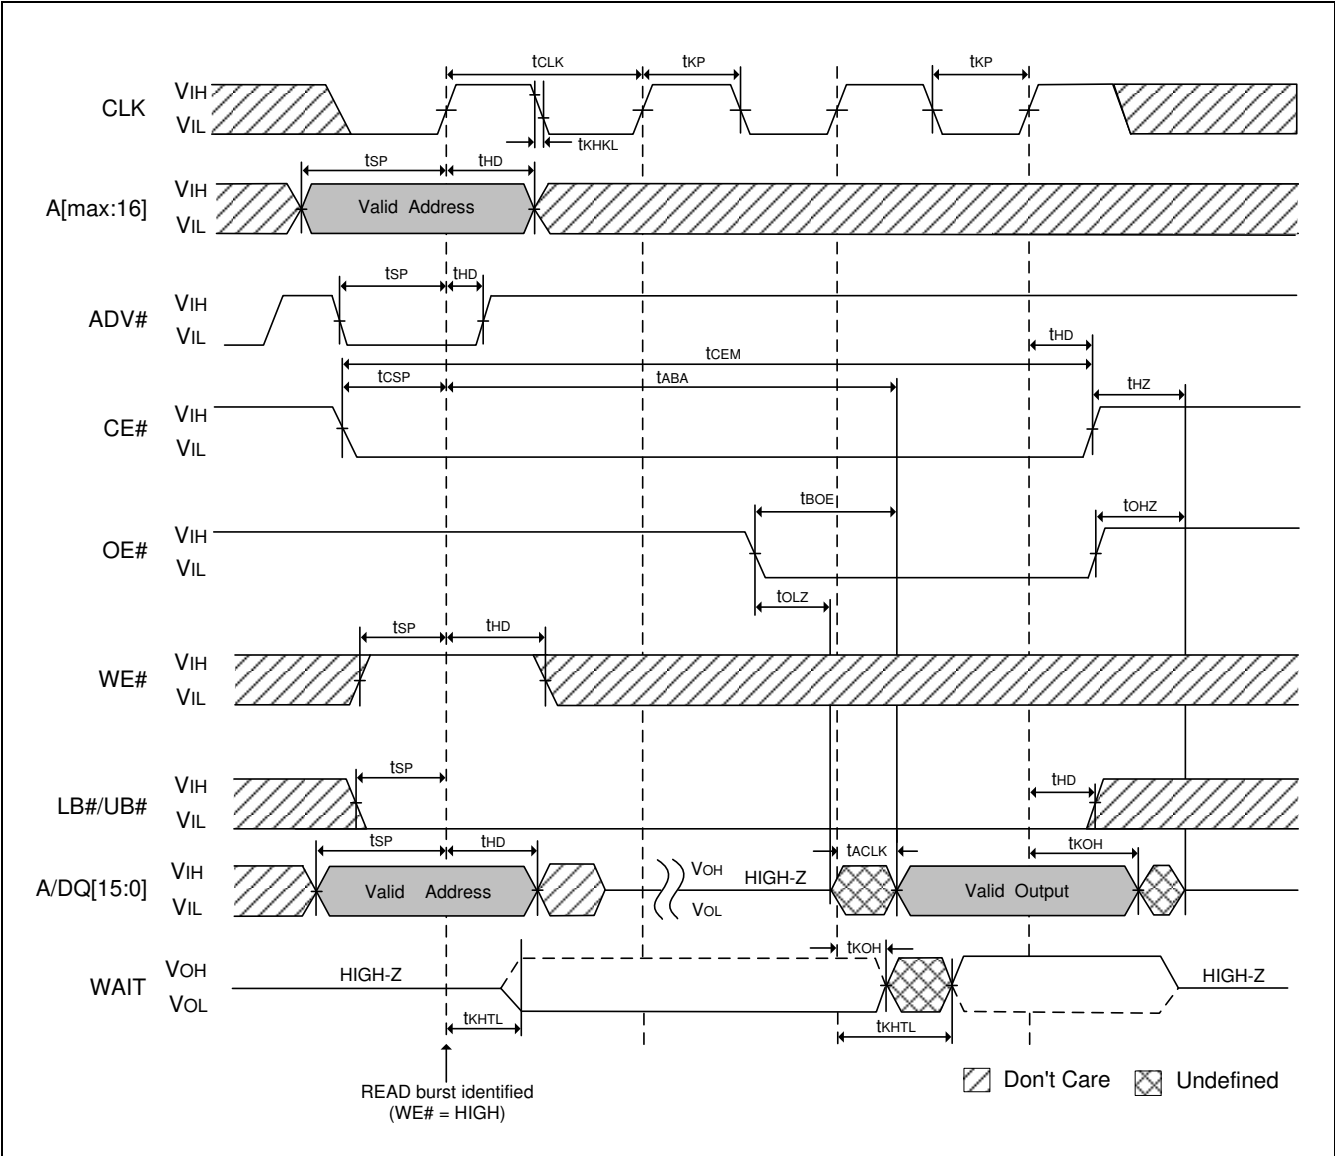 tCLK tKP tKP
CLK VIH
VIL
tKHKL
tSP tHD
A[max:16] VIH
VIL
Valid Address
tSP tHD
ADV# VIH
VIL
tHD
tCEM
tCSP tABA
tHZ
CE# VIH
VIL
tBOE tOHZ
OE# VIH
VIL
tOLZ
tSP tHD
WE# VIH
VIL
tSP
tHD
LB#/UB# VIH
VIL
tSP tHD tACLK tKOH
A/DQ[15:0] VIH
VIL
Valid Address
VOH
VOL
HIGH-Z
Valid Output
tKOH
WAIT VOH
VOL
HIGH-Z
HIGH-Z
tKHTL
tKHTL
READ burst identified
(WE# = HIGH)
Don't Care
Undefined